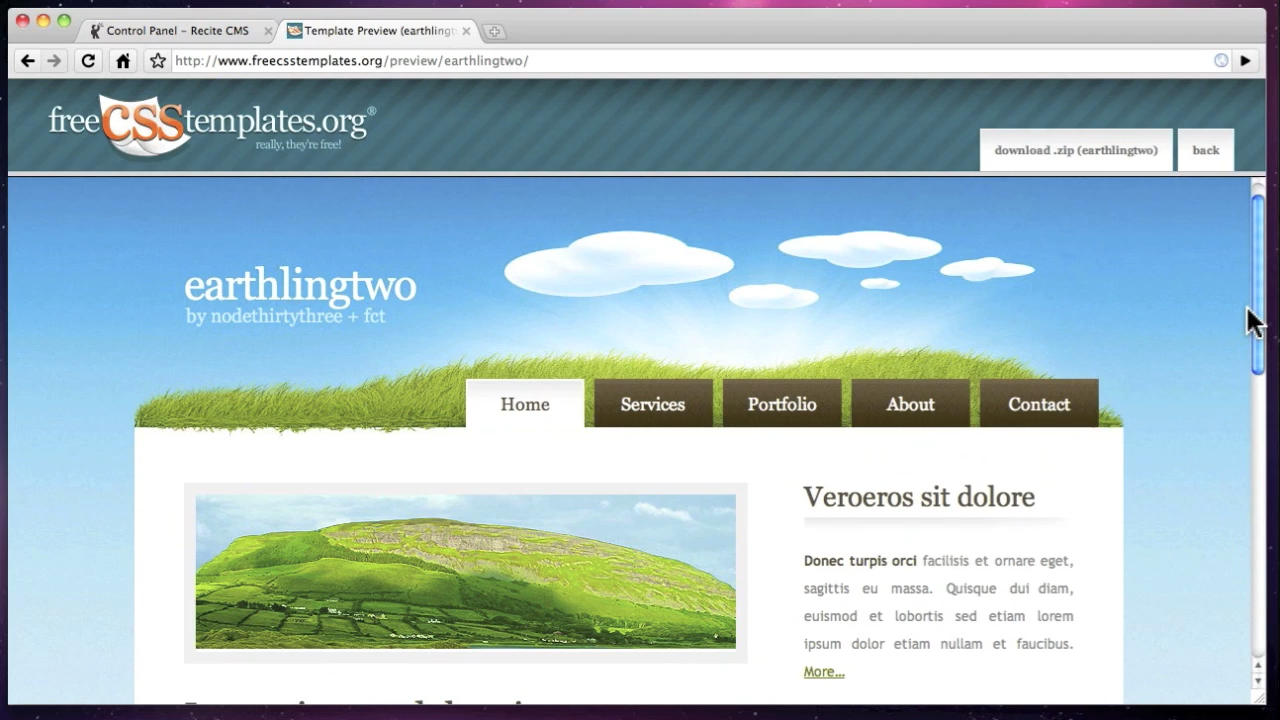 Control Panel – Recite CMS
Template Preview (earthlingt
http://www.freecsstemplates.org/preview/earthlingtwo/
freeCSStemplates.org®
really, they're free!
download .zip (earthlingtwo)
back
earthlingtwo
by nodethirtythree + fct
Home
Services
Portfolio
About
Contact
Veroeros sit dolore
Donec turpis orci facilisis et ornare eget,
sagittis eu massa. Quisque dui diam,
euismod et lobortis sed etiam lorem
ipsum dolor etiam nullam et faucibus.
More...